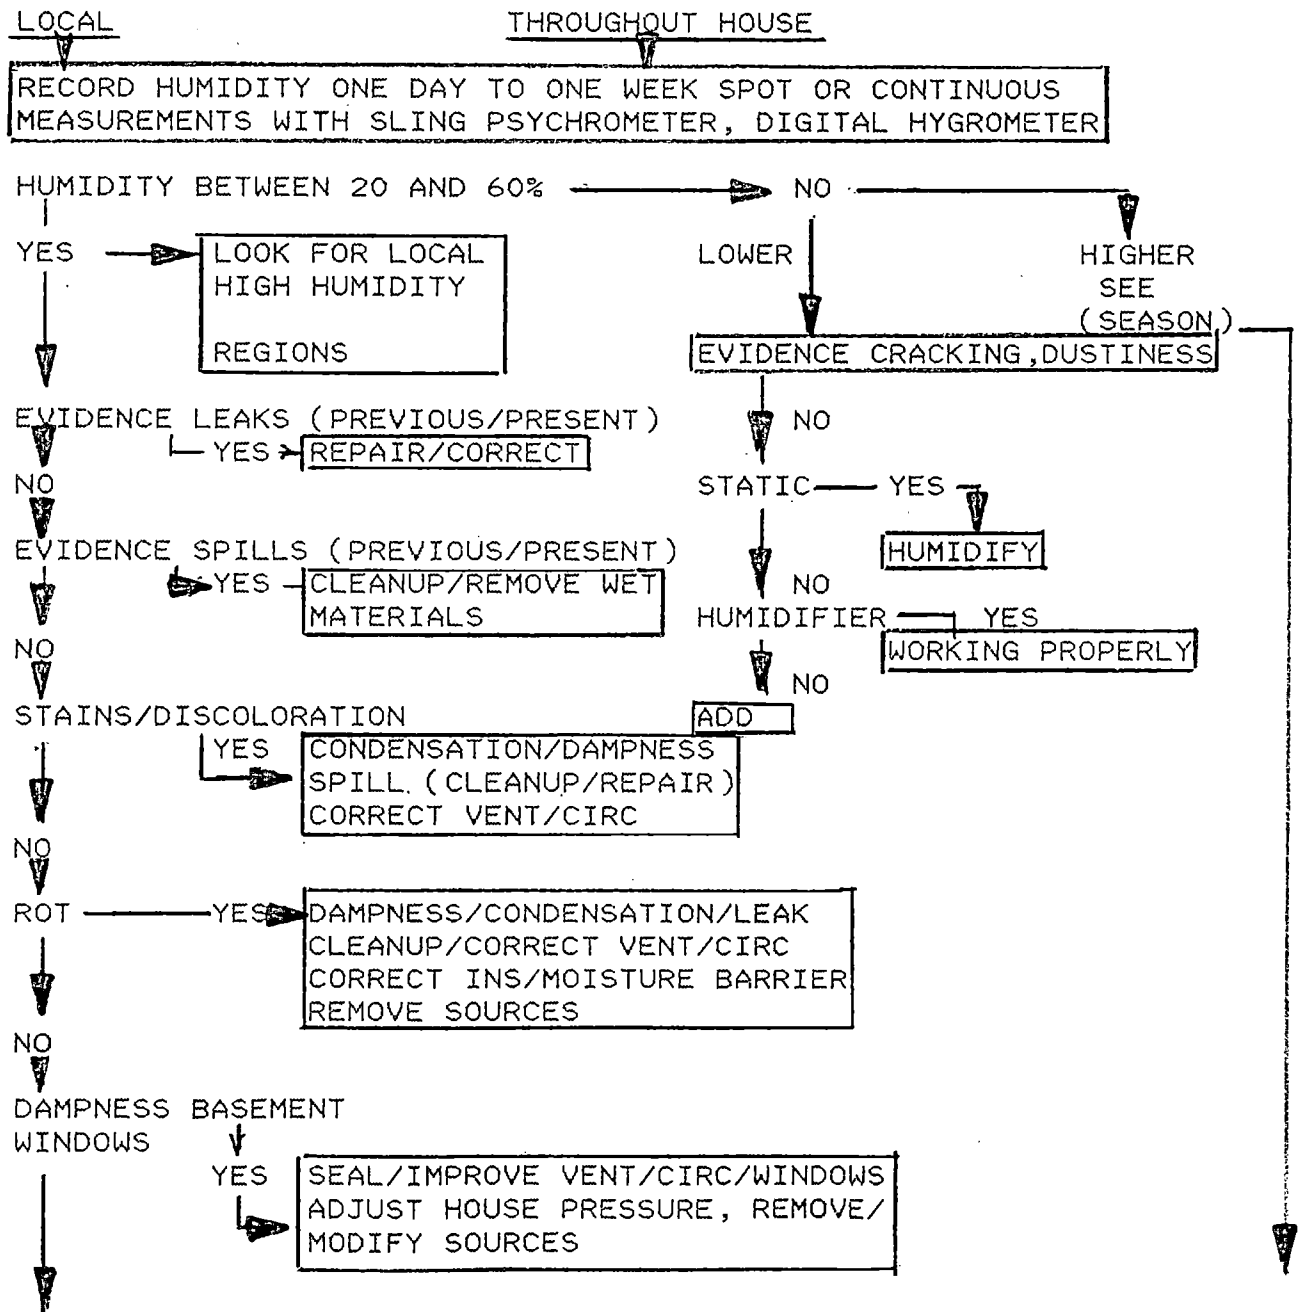 LOCAL THROUGHOUT HOUSE
RECORD HUMIDITY ONE DAY TO ONE WEEK SPOT OR CONTINUOUS
MEASUREMENTS WITH SLING PSYCHROMETER, DIGITAL HYGROMETER
HUMIDITY BETWEEN 20 AND 60% NO
YES
LOOK FOR LOCAL
HIGH HUMIDITY
REGIONS
LOWER
HIGHER
SEE
(SEASON)
EVIDENCE CRACKING,DUSTINESS
EVIDENCE LEAKS (PREVIOUS/PRESENT)
YES REPAIR/CORRECT
NO
NO
STATIC YES
HUMIDIFY
EVIDENCE SPILLS (PREVIOUS/PRESENT)
YES CLEANUP/REMOVE WET
MATERIALS
NO
NO
HUMIDIFIER YES
WORKING PROPERLY
NO
ADD
STAINS/DISCOLORATION
YES CONDENSATION/DAMPNESS
SPILL. (CLEANUP/REPAIR)
CORRECT VENT/CIRC
NO
ROT YES DAMPNESS/CONDENSATION/LEAK
CLEANUP/CORRECT VENT/CIRC
CORRECT INS/MOISTURE BARRIER
REMOVE SOURCES
NO
DAMPNESS BASEMENT
WINDOWS
YES SEAL/IMPROVE VENT/CIRC/WINDOWS
ADJUST HOUSE PRESSURE, REMOVE/
MODIFY SOURCES